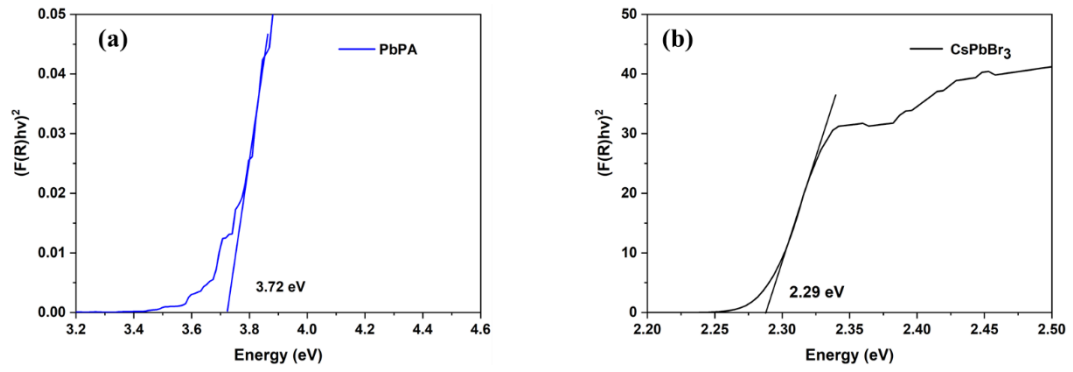 (a)
PbPA
(F(R)hv)²
0.05
0.04
0.03
0.02
0.01
0.00
3.72 eV
3.2 3.4 3.6 3.8 4.0 4.2 4.4 4.6
Energy (eV)
(b)
CsPbBr₃
(F(R)hv)²
50
40
30
20
10
0
2.29 eV
2.20 2.25 2.30 2.35 2.40 2.45 2.50
Energy (eV)